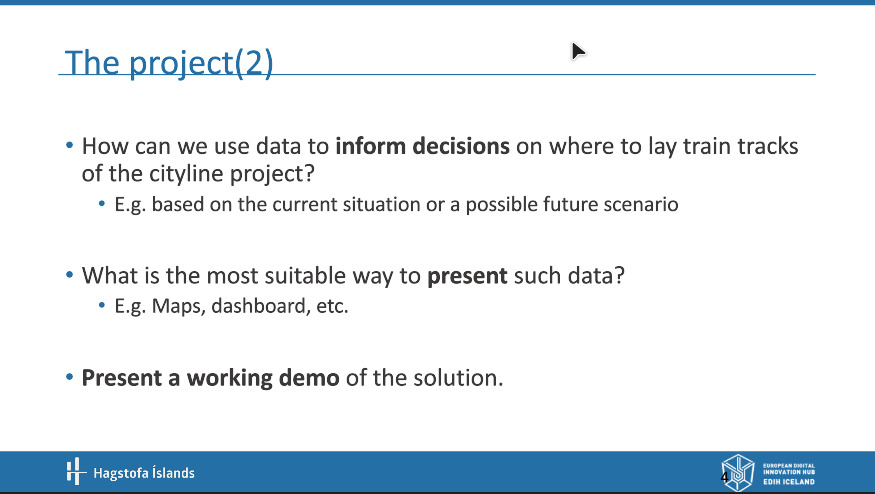 The project(2)
• How can we use data to inform decisions on where to lay train tracks
of the cityline project?
• E.g. based on the current situation or a possible future scenario
• What is the most suitable way to present such data?
• E.g. Maps, dashboard, etc.
• Present a working demo of the solution.
Hagstofa Íslands
4
EUROPEAN DIGITAL
INNOVATION HUB
EDIH ICELAND